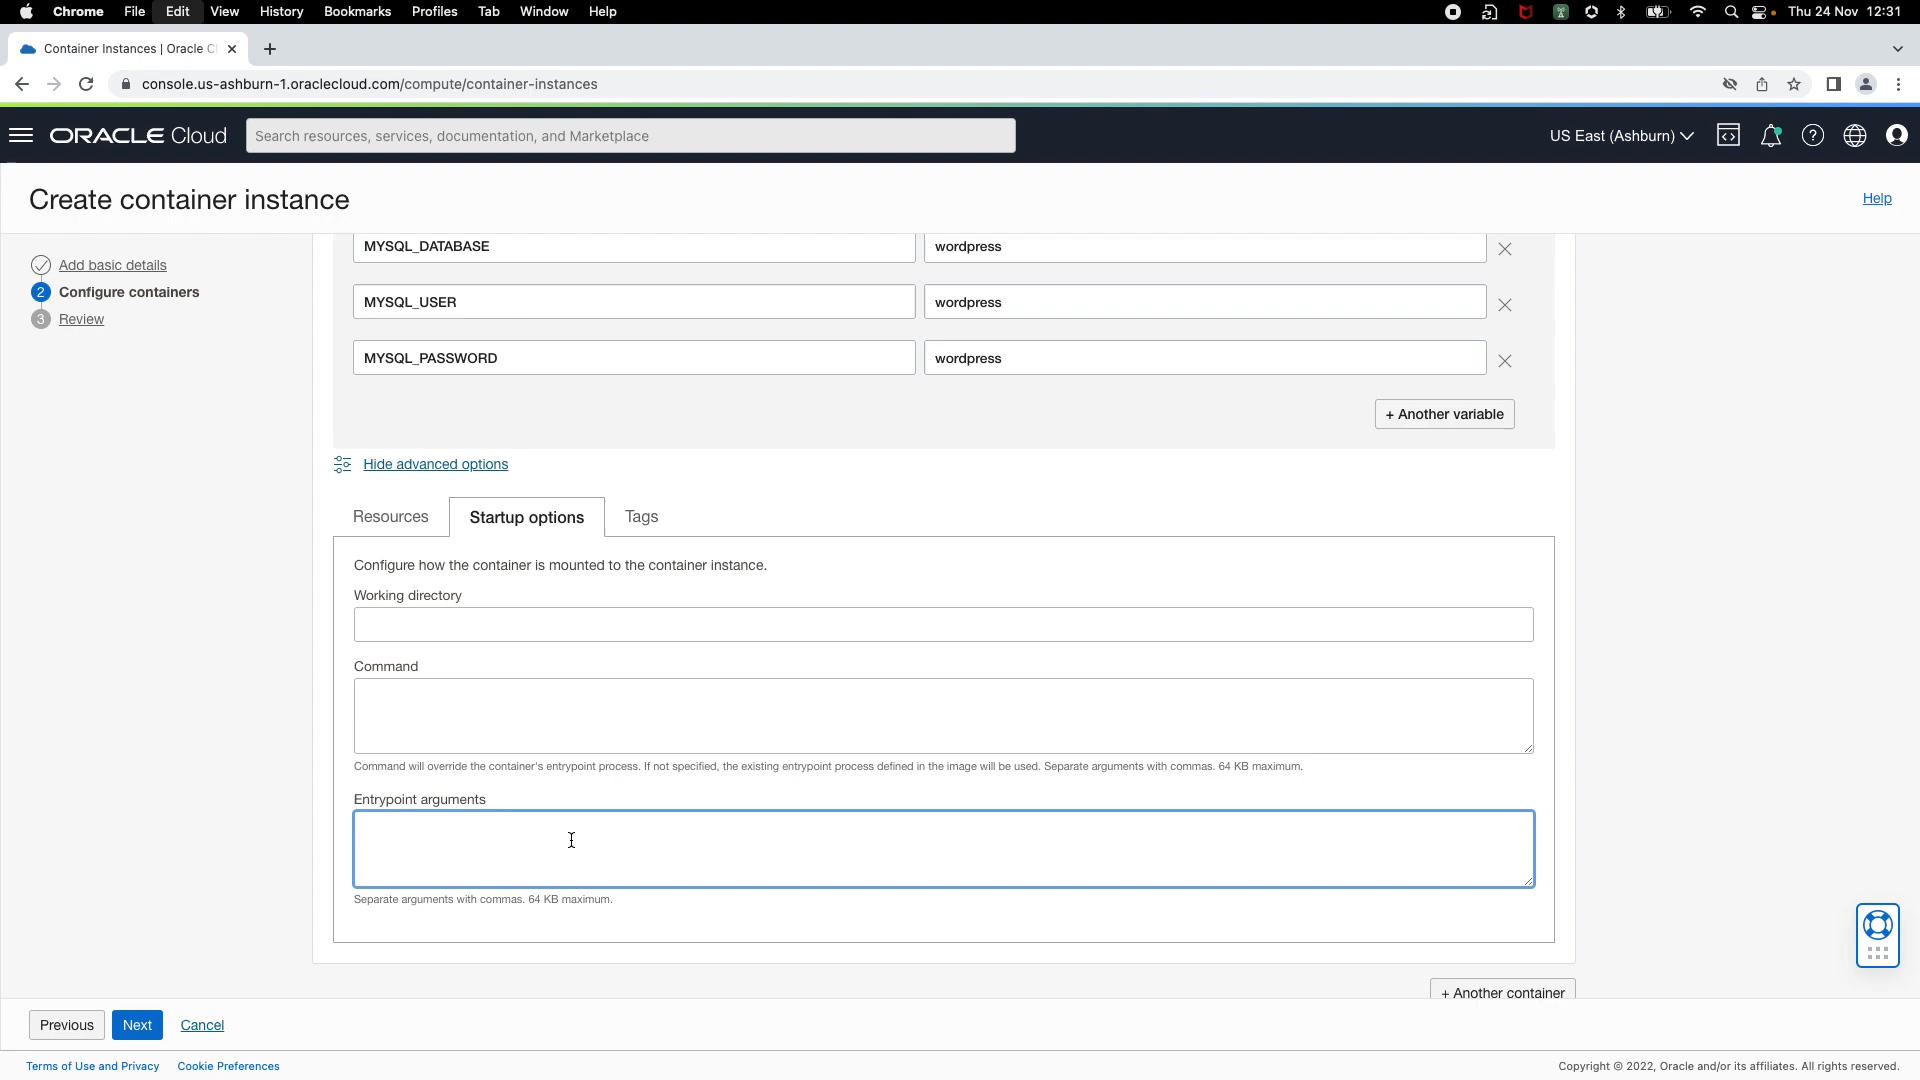 Chrome File Edit View History Bookmarks Profiles Tab Window Help Thu 24 Nov 12:31
Container Instances | Oracle Cl
console.us-ashburn-1.oraclecloud.com/compute/container-instances
ORACLE Cloud Search resources, services, documentation, and Marketplace US East (Ashburn)
Create container instance Help
MYSQL_DATABASE wordpress
Add basic details
2 Configure containers
MYSQL_USER wordpress
3 Review
MYSQL_PASSWORD wordpress
+ Another variable
Hide advanced options
Resources Startup options Tags
Configure how the container is mounted to the container instance.
Working directory
Command
Command will override the container's entrypoint process. If not specified, the existing entrypoint process defined in the image will be used. Separate arguments with commas. 64 KB maximum.
Entrypoint arguments
Separate arguments with commas. 64 KB maximum.
+ Another container
Previous Next Cancel
Terms of Use and Privacy Cookie Preferences Copyright © 2022, Oracle and/or its affiliates. All rights reserved.